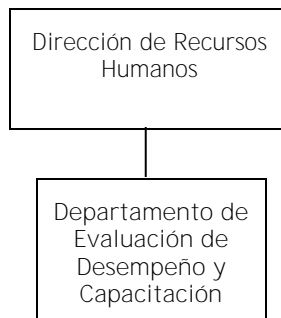 Dirección de Recursos
Humanos
Departamento de
Evaluación de
Desempeño y
Capacitación